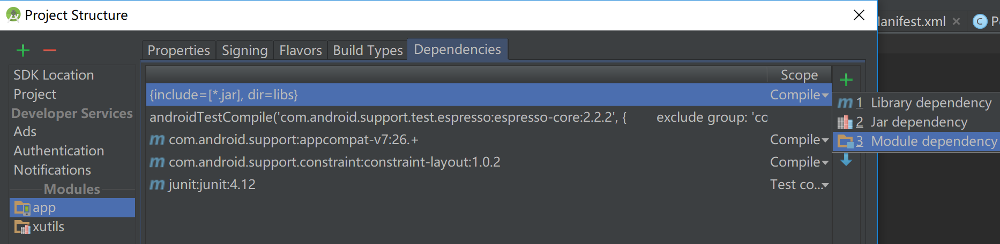 Project Structure
Manifest.xml
Properties Signing Flavors Build Types Dependencies
SDK Location
Project
Developer Services
Ads
Authentication
Notifications
Modules
app
xutils
Scope
{include=[*.jar], dir=libs} Compile
androidTestCompile('com.android.support.test.espresso:espresso-core:2.2.2', { exclude group: 'co
m com.android.support:appcompat-v7:26.+ Compile
m com.android.support.constraint:constraint-layout:1.0.2 Compile
m junit:junit:4.12 Test co...
m 1 Library dependency
2 Jar dependency
3 Module dependency